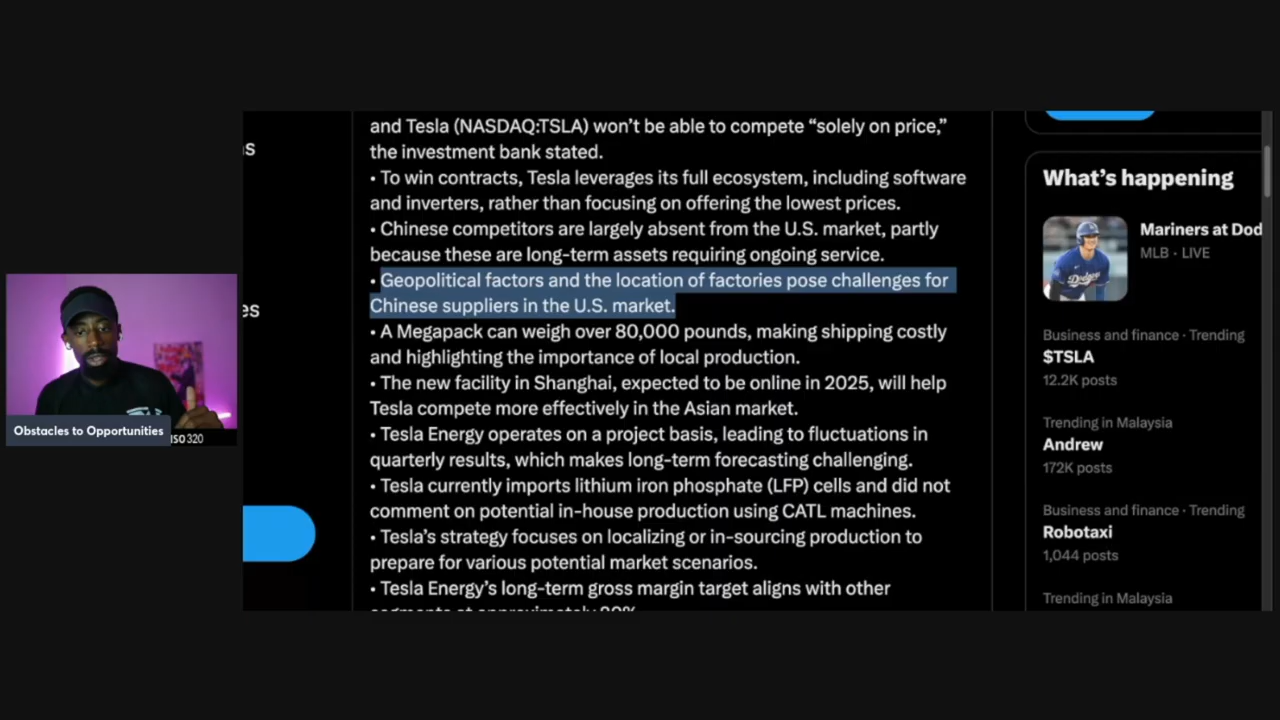 and Tesla (NASDAQ:TSLA) won't be able to compete “solely on price,”
the investment bank stated.
• To win contracts, Tesla leverages its full ecosystem, including software
and inverters, rather than focusing on offering the lowest prices.
• Chinese competitors are largely absent from the U.S. market, partly
because these are long-term assets requiring ongoing service.
• Geopolitical factors and the location of factories pose challenges for
Chinese suppliers in the U.S. market.
• A Megapack can weigh over 80,000 pounds, making shipping costly
and highlighting the importance of local production.
• The new facility in Shanghai, expected to be online in 2025, will help
Tesla compete more effectively in the Asian market.
• Tesla Energy operates on a project basis, leading to fluctuations in
quarterly results, which makes long-term forecasting challenging.
• Tesla currently imports lithium iron phosphate (LFP) cells and did not
comment on potential in-house production using CATL machines.
• Tesla's strategy focuses on localizing or in-sourcing production to
prepare for various potential market scenarios.
• Tesla Energy's long-term gross margin target aligns with other
What's happening
Mariners at Dod
MLB · LIVE
Business and finance · Trending
$TSLA
12.2K posts
Trending in Malaysia
Andrew
172K posts
Business and finance · Trending
Robotaxi
1,044 posts
Trending in Malaysia
Obstacles to Opportunities
ISO 320
Dodgers